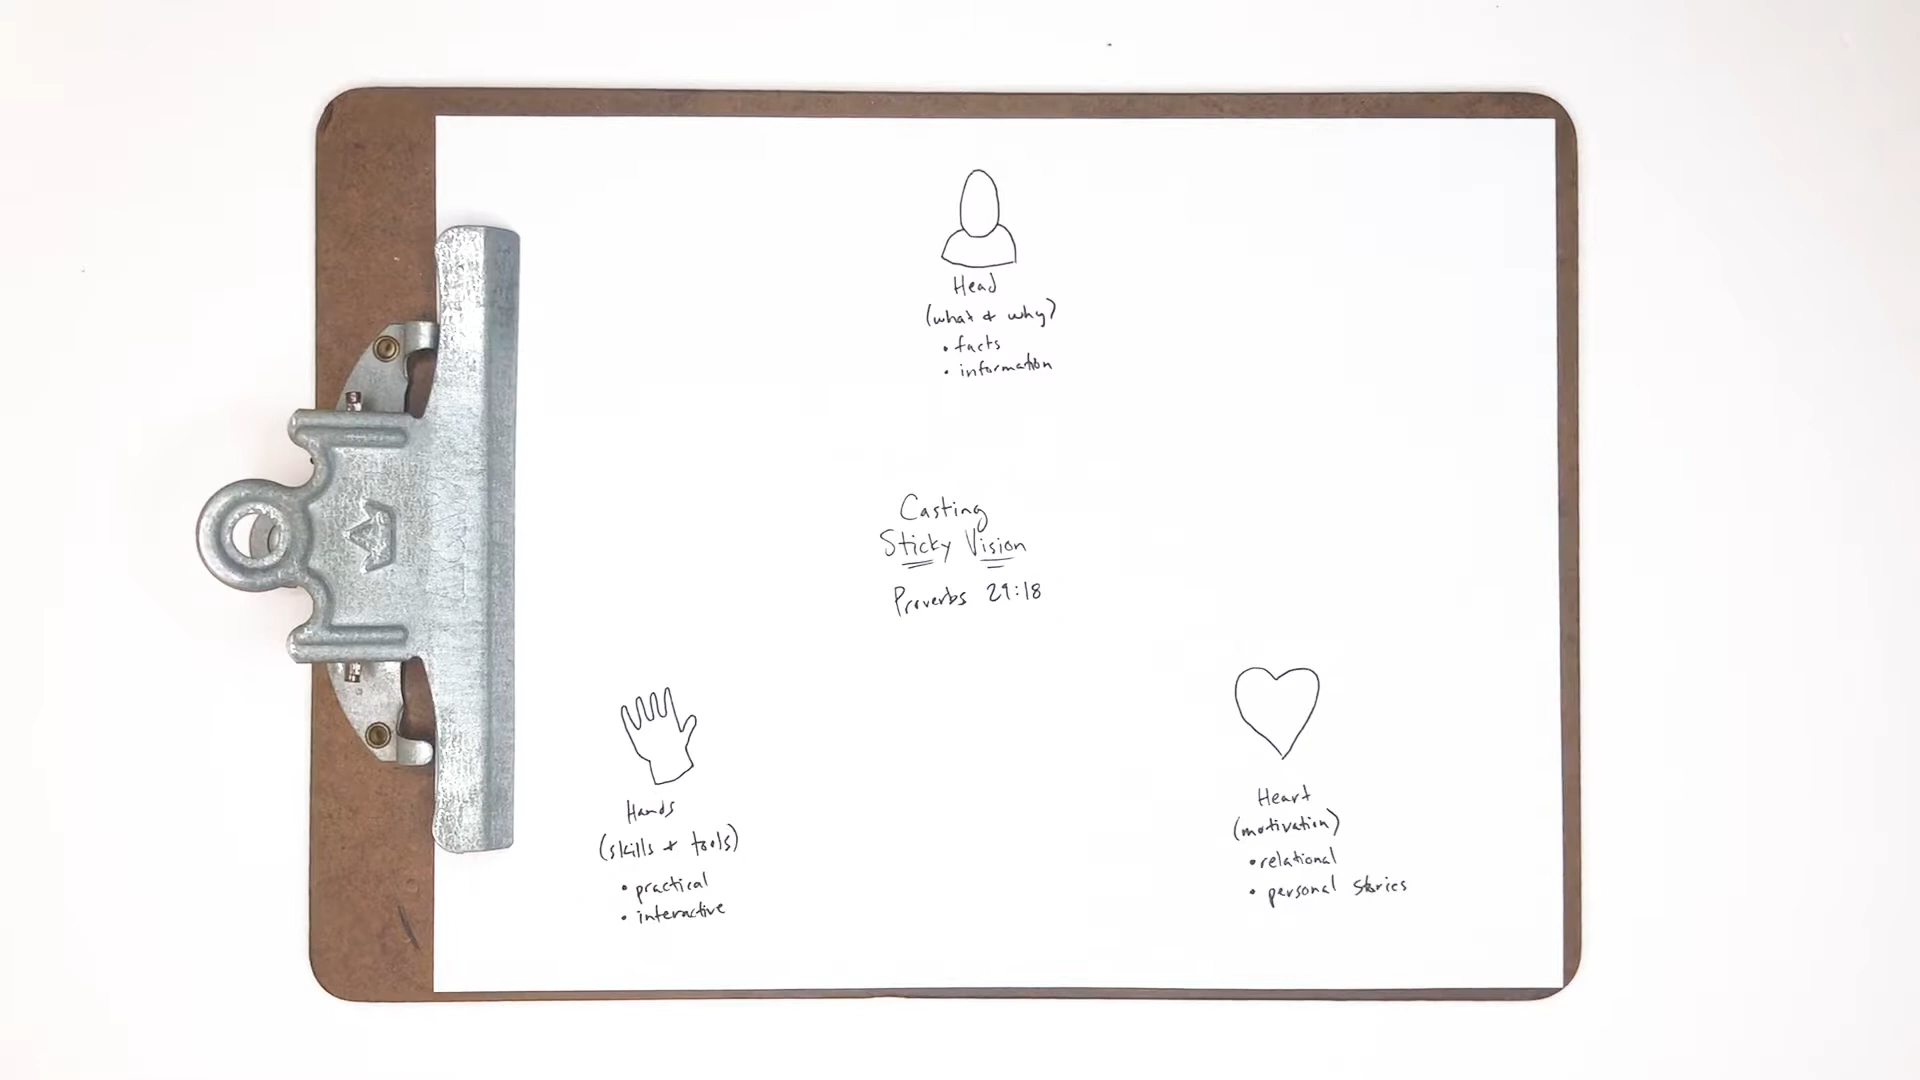 Head
(what & why)
• facts
• information
Casting
Sticky Vision
Proverbs 29:18
Hands
(skills + tools)
• practical
• interactive
Heart
(motivation)
• relational
• personal stories